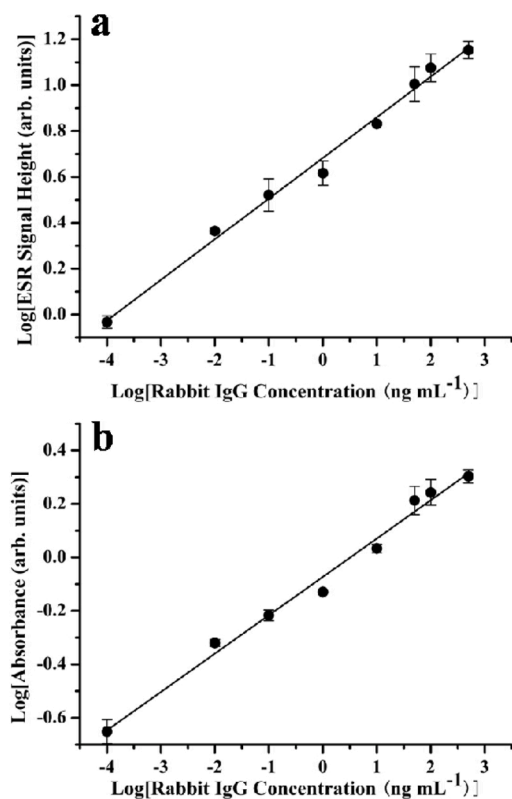 a
Log[ESR Signal Height (arb. units)]
1.2
1.0
0.8
0.6
0.4
0.2
0.0
-4 -3 -2 -1 0 1 2 3
Log[Rabbit IgG Concentration (ng mL-1)]
b
Log[Absorbance (arb. units)]
0.4
0.2
0.0
-0.2
-0.4
-0.6
-4 -3 -2 -1 0 1 2 3
Log[Rabbit IgG Concentration (ng mL-1)]